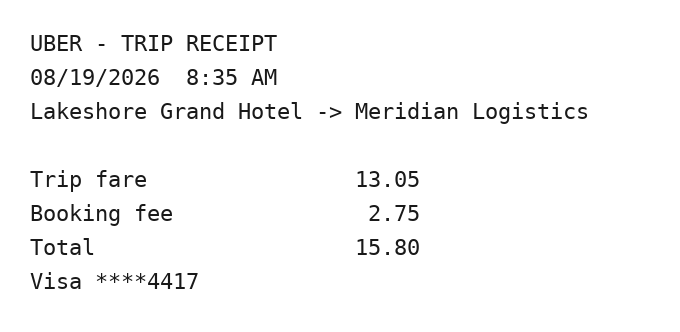 UBER - TRIP RECEIPT
08/19/2026  8:35 AM
Lakeshore Grand Hotel -> Meridian Logistics
Trip fare                13.05
Booking fee               2.75
Total                    15.80
Visa ****4417